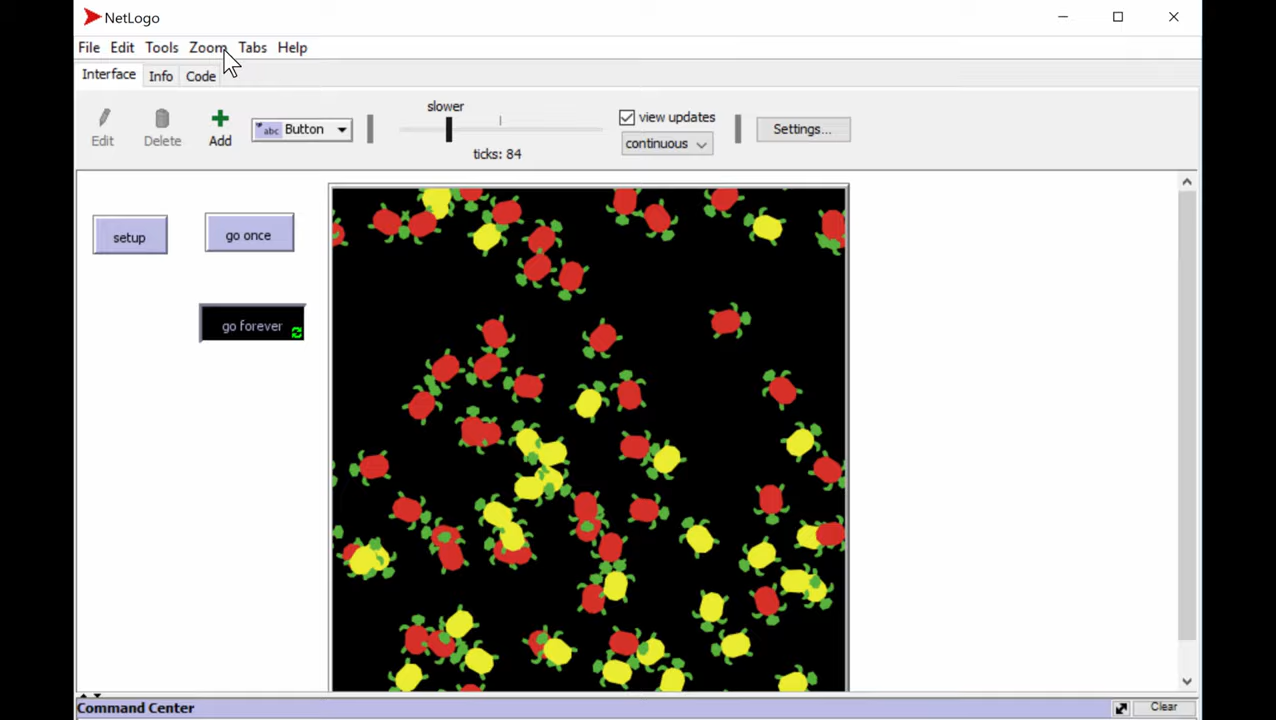 NetLogo
File Edit Tools Zoom Tabs Help
Interface Info Code
slower
view updates
Edit Delete Add abc Button continuous Settings...
ticks: 84
setup go once
go forever
Command Center Clear